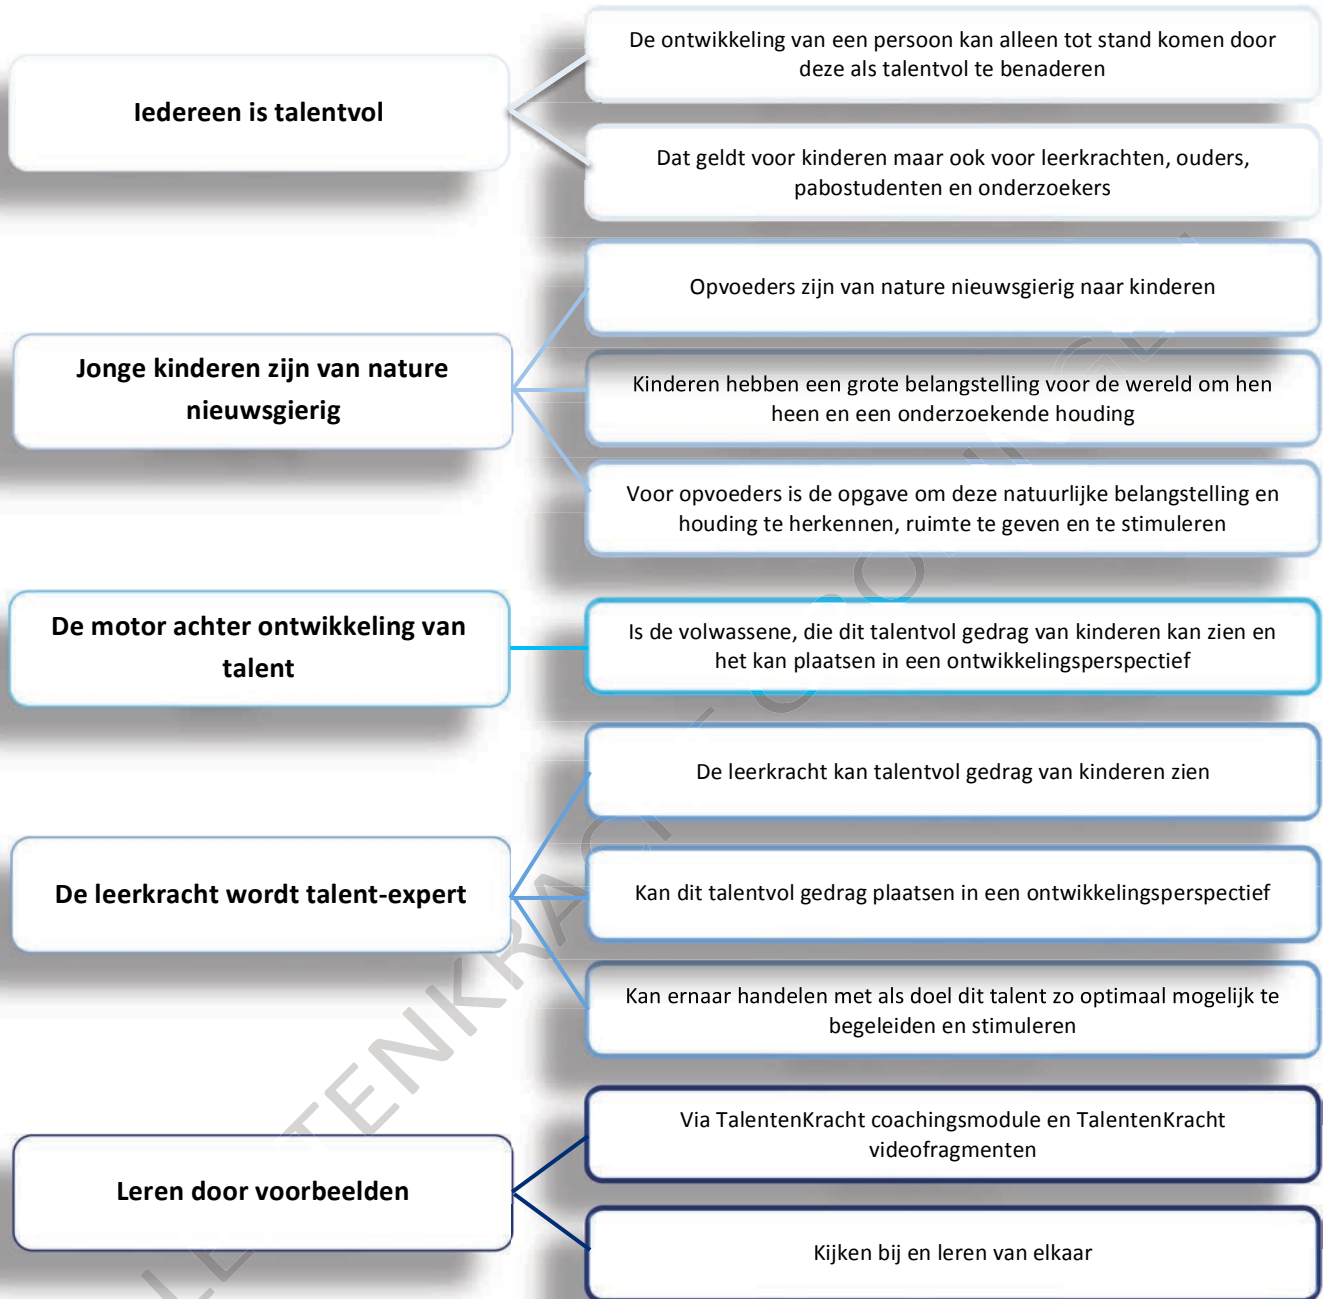 Iedereen is talentvol
De ontwikkeling van een persoon kan alleen tot stand komen door
deze als talentvol te benaderen
Dat geldt voor kinderen maar ook voor leerkrachten, ouders,
pabostudenten en onderzoekers
Jonge kinderen zijn van nature
nieuwsgierig
Opvoeders zijn van nature nieuwsgierig naar kinderen
Kinderen hebben een grote belangstelling voor de wereld om hen
heen en een onderzoekende houding
Voor opvoeders is de opgave om deze natuurlijke belangstelling en
houding te herkennen, ruimte te geven en te stimuleren
De motor achter ontwikkeling van
talent
Is de volwassene, die dit talentvol gedrag van kinderen kan zien en
het kan plaatsen in een ontwikkelingsperspectief
De leerkracht wordt talent-expert
De leerkracht kan talentvol gedrag van kinderen zien
Kan dit talentvol gedrag plaatsen in een ontwikkelingsperspectief
Kan ernaar handelen met als doel dit talent zo optimaal mogelijk te
begeleiden en stimuleren
Leren door voorbeelden
Via TalentenKracht coachingsmodule en TalentenKracht
videofragmenten
Kijken bij en leren van elkaar